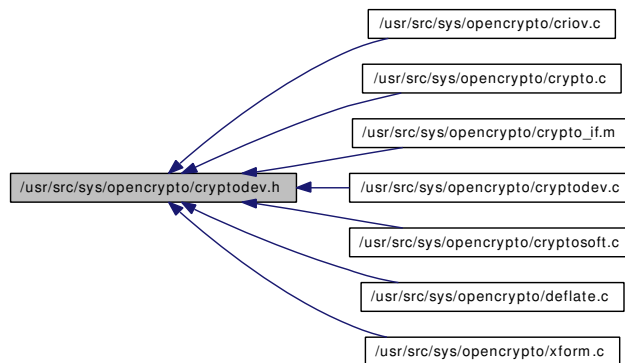 /usr/src/sys/opencrypto/criov.c
/usr/src/sys/opencrypto/crypto.c
/usr/src/sys/opencrypto/crypto_if.m
/usr/src/sys/opencrypto/cryptodev.h
/usr/src/sys/opencrypto/cryptodev.c
/usr/src/sys/opencrypto/cryptosoft.c
/usr/src/sys/opencrypto/deflate.c
/usr/src/sys/opencrypto/xform.c